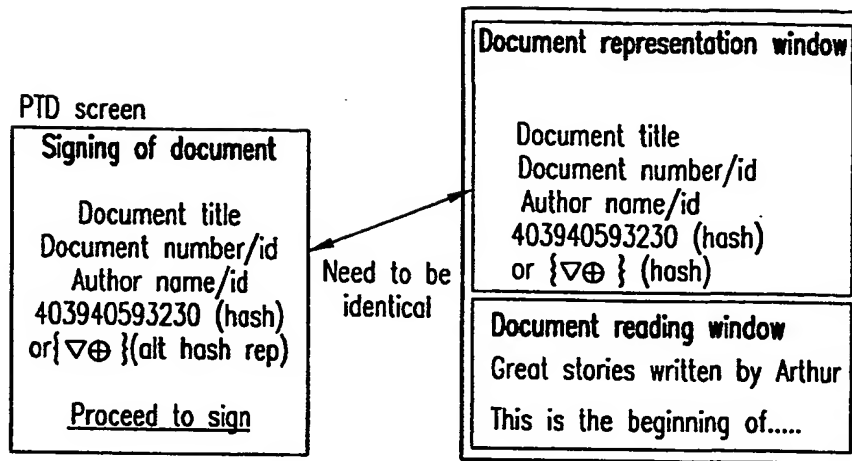 PTD screen
Signing of document
Document title
Document number/id
Author name/id
403940593230 (hash)
or{▽⊕}(alt hash rep)
Proceed to sign
Need to be
identical
Document representation window
Document title
Document number/id
Author name/id
403940593230 (hash)
or {▽⊕ } (hash)
Document reading window
Great stories written by Arthur
This is the beginning of.....